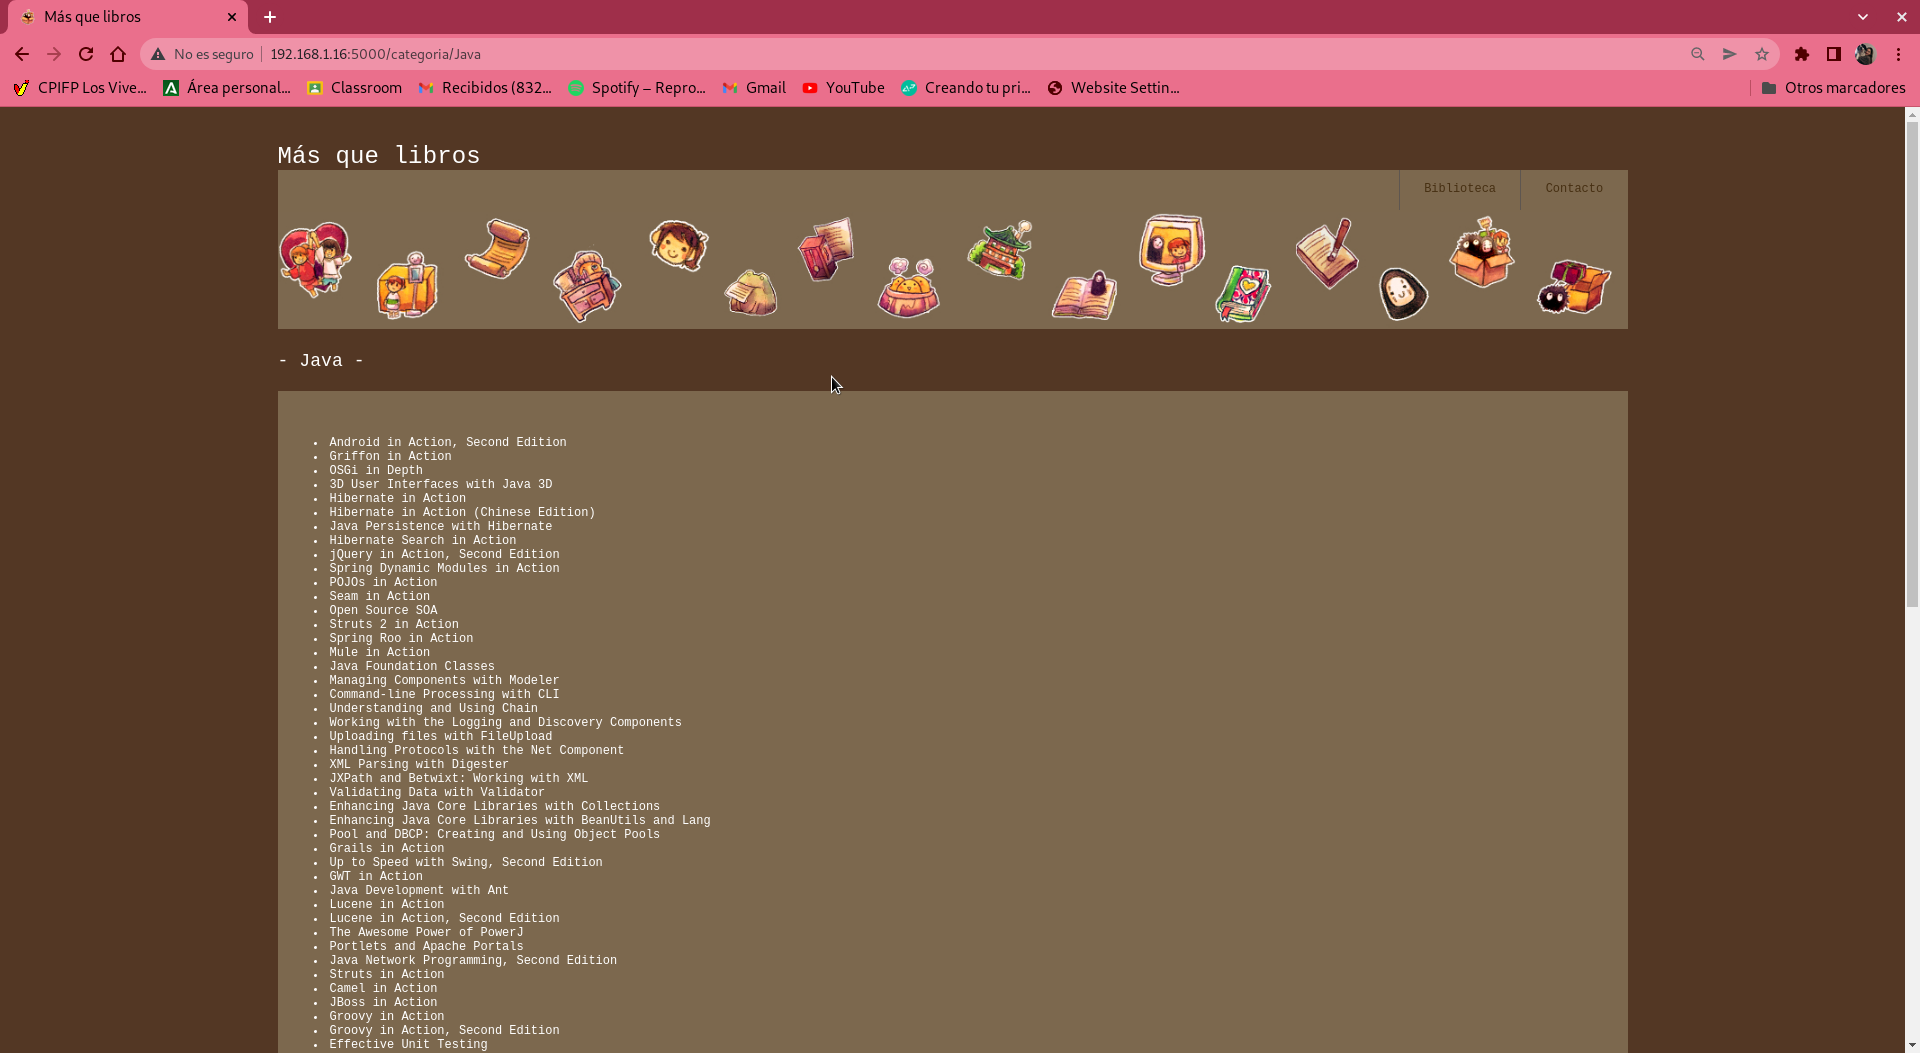 Más que libros
No es seguro 192.168.1.16:5000/categoria/Java
CPIFP Los Vive... Área personal... Classroom Recibidos (832... Spotify – Repro... Gmail YouTube Creando tu pri... Website Settin... Otros marcadores
Más que libros
Biblioteca Contacto
- Java -
• Android in Action, Second Edition
• Griffon in Action
• OSGi in Depth
• 3D User Interfaces with Java 3D
• Hibernate in Action
• Hibernate in Action (Chinese Edition)
• Java Persistence with Hibernate
• Hibernate Search in Action
• jQuery in Action, Second Edition
• Spring Dynamic Modules in Action
• POJOs in Action
• Seam in Action
• Open Source SOA
• Struts 2 in Action
• Spring Roo in Action
• Mule in Action
• Java Foundation Classes
• Managing Components with Modeler
• Command-line Processing with CLI
• Understanding and Using Chain
• Working with the Logging and Discovery Components
• Uploading files with FileUpload
• Handling Protocols with the Net Component
• XML Parsing with Digester
• JXPath and Betwixt: Working with XML
• Validating Data with Validator
• Enhancing Java Core Libraries with Collections
• Enhancing Java Core Libraries with BeanUtils and Lang
• Pool and DBCP: Creating and Using Object Pools
• Grails in Action
• Up to Speed with Swing, Second Edition
• GWT in Action
• Java Development with Ant
• Lucene in Action
• Lucene in Action, Second Edition
• The Awesome Power of PowerJ
• Portlets and Apache Portals
• Java Network Programming, Second Edition
• Struts in Action
• Camel in Action
• JBoss in Action
• Groovy in Action
• Groovy in Action, Second Edition
• Effective Unit Testing